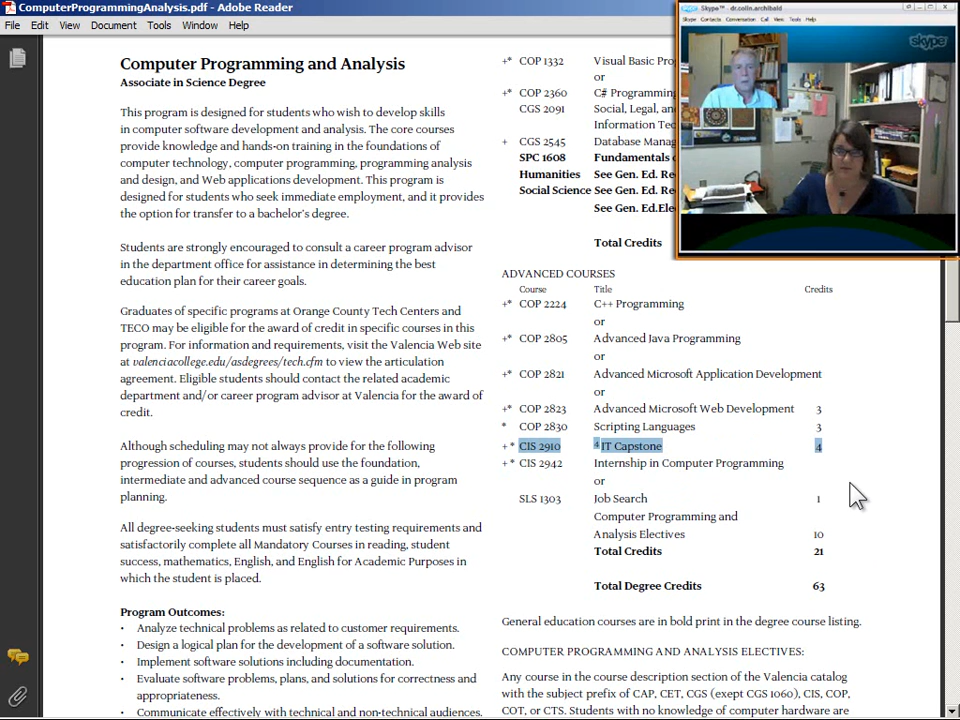 ComputerProgrammingAnalysis.pdf - Adobe Reader
File Edit View Document Tools Window Help
Skype™ - dr.colin.archibald
Skype Contacts Conversation Call View Tools Help
skype
Computer Programming and Analysis
Associate in Science Degree
This program is designed for students who wish to develop skills
in computer software development and analysis. The core courses
provide knowledge and hands-on training in the foundations of
computer technology, computer programming, programming analysis
and design, and Web applications development. This program is
designed for students who seek immediate employment, and it provides
the option for transfer to a bachelor's degree.
Students are strongly encouraged to consult a career program advisor
in the department office for assistance in determining the best
education plan for their career goals.
Graduates of specific programs at Orange County Tech Centers and
TECO may be eligible for the award of credit in specific courses in this
program. For information and requirements, visit the Valencia Web site
at valenciacollege.edu/asdegrees/tech.cfm to view the articulation
agreement. Eligible students should contact the related academic
department and/or career program advisor at Valencia for the award of
credit.
Although scheduling may not always provide for the following
progression of courses, students should use the foundation,
intermediate and advanced course sequence as a guide in program
planning.
All degree-seeking students must satisfy entry testing requirements and
satisfactorily complete all Mandatory Courses in reading, student
success, mathematics, English, and English for Academic Purposes in
which the student is placed.
Program Outcomes:
• Analyze technical problems as related to customer requirements.
• Design a logical plan for the development of a software solution.
• Implement software solutions including documentation.
• Evaluate software problems, plans, and solutions for correctness and
appropriateness.
• Communicate effectively with technical and non-technical audiences.
+* COP 1332 Visual Basic Pro
or
+* COP 2360 C# Programming
CGS 2091 Social, Legal, an
Information Tec
+ CGS 2545 Database Manag
SPC 1608 Fundamentals o
Humanities See Gen. Ed. Re
Social Science See Gen. Ed. Re
See Gen. Ed.Ele
Total Credits
ADVANCED COURSES
Course Title Credits
+* COP 2224 C++ Programming
or
+* COP 2805 Advanced Java Programming
or
+* COP 2821 Advanced Microsoft Application Development
or
+* COP 2823 Advanced Microsoft Web Development 3
* COP 2830 Scripting Languages 3
+ * CIS 2910 4 IT Capstone 4
+ * CIS 2942 Internship in Computer Programming
or
SLS 1303 Job Search 1
Computer Programming and
Analysis Electives 10
Total Credits 21
Total Degree Credits 63
General education courses are in bold print in the degree course listing.
COMPUTER PROGRAMMING AND ANALYSIS ELECTIVES:
Any course in the course description section of the Valencia catalog
with the subject prefix of CAP, CET, CGS (exept CGS 1060), CIS, COP,
COT, or CTS. Students with no knowledge of computer hardware are